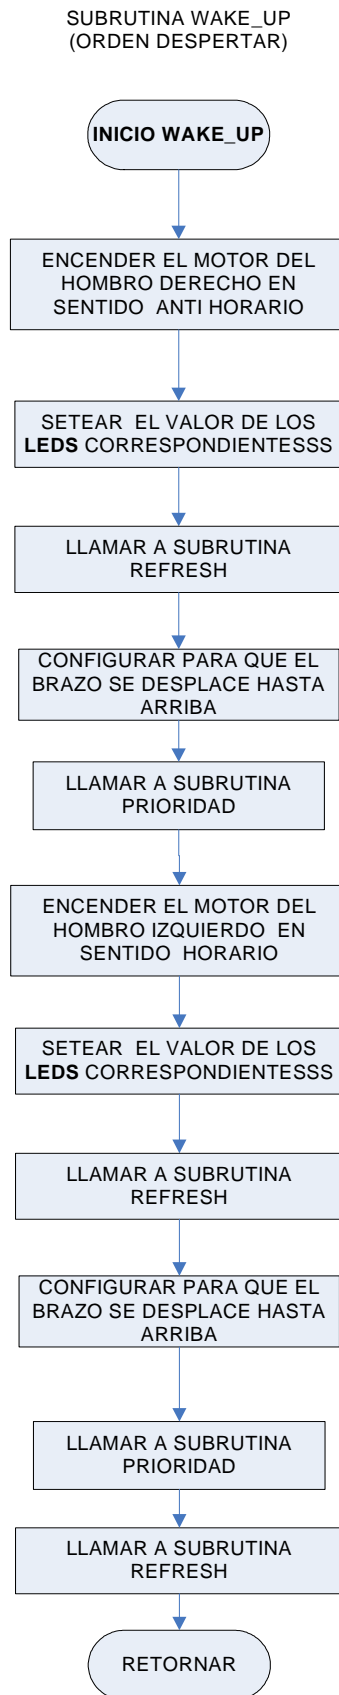 SUBRUTINA WAKE_UP
(ORDEN DESPERTAR)
INICIO WAKE_UP
ENCENDER EL MOTOR DEL
HOMBRO DERECHO EN
SENTIDO ANTI HORARIO
SETEAR EL VALOR DE LOS
LEDS CORRESPONDIENTESSS
LLAMAR A SUBRUTINA
REFRESH
CONFIGURAR PARA QUE EL
BRAZO SE DESPLACE HASTA
ARRIBA
LLAMAR A SUBRUTINA
PRIORIDAD
ENCENDER EL MOTOR DEL
HOMBRO IZQUIERDO EN
SENTIDO HORARIO
SETEAR EL VALOR DE LOS
LEDS CORRESPONDIENTESSS
LLAMAR A SUBRUTINA
REFRESH
CONFIGURAR PARA QUE EL
BRAZO SE DESPLACE HASTA
ARRIBA
LLAMAR A SUBRUTINA
PRIORIDAD
LLAMAR A SUBRUTINA
REFRESH
RETORNAR